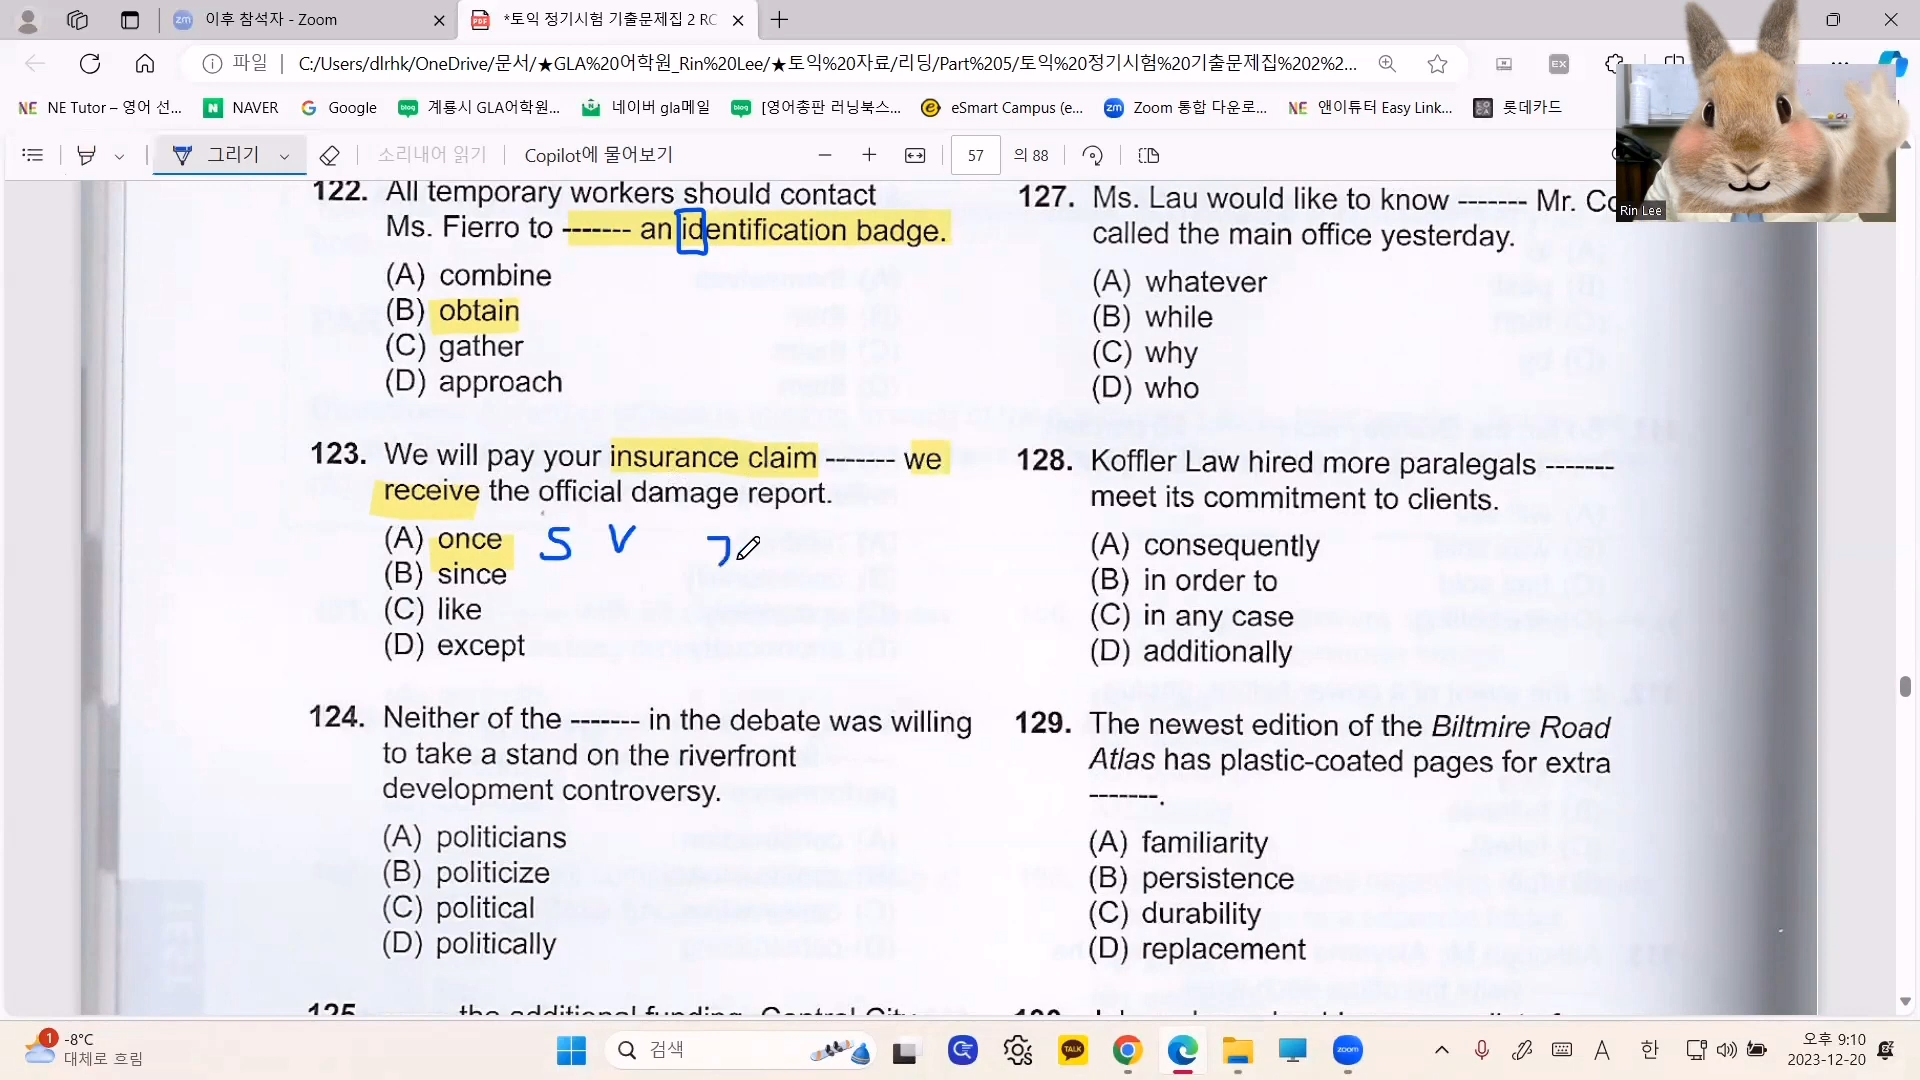 이후 참석자 - Zoom
*토익 정기시험 기출문제집 2 RC
파일 C:/Users/dlrhk/OneDrive/문서/★GLA%20어학원_Rin%20Lee/★토익%20자료/리딩/Part%205/토익%20정기시험%20기출문제집%202%2...
NE Tutor – 영어 선... NAVER Google 계룡시 GLA어학원... 네이버 gla메일 [영어총판 러닝북스... eSmart Campus (e... Zoom 통합 다운로... 앤이튜터 Easy Link... 롯데카드
그리기 소리내어 읽기 Copilot에 물어보기 57 의 88
Rin Lee
122. All temporary workers should contact
Ms. Fierro to ------- an identification badge.
(A) combine
(B) obtain
(C) gather
(D) approach
123. We will pay your insurance claim ------- we
receive the official damage report.
(A) once S V
(B) since
(C) like
(D) except
124. Neither of the ------- in the debate was willing
to take a stand on the riverfront
development controversy.
(A) politicians
(B) politicize
(C) political
(D) politically
the additional funding, Central City
127. Ms. Lau would like to know ------- Mr.
called the main office yesterday.
(A) whatever
(B) while
(C) why
(D) who
128. Koffler Law hired more paralegals -------
meet its commitment to clients.
(A) consequently
(B) in order to
(C) in any case
(D) additionally
129. The newest edition of the Biltmire Road
Atlas has plastic-coated pages for extra
-------.
(A) familiarity
(B) persistence
(C) durability
(D) replacement
1 -8°C
대체로 흐림
검색
TALK
zoom
A 한
오후 9:10
2023-12-20